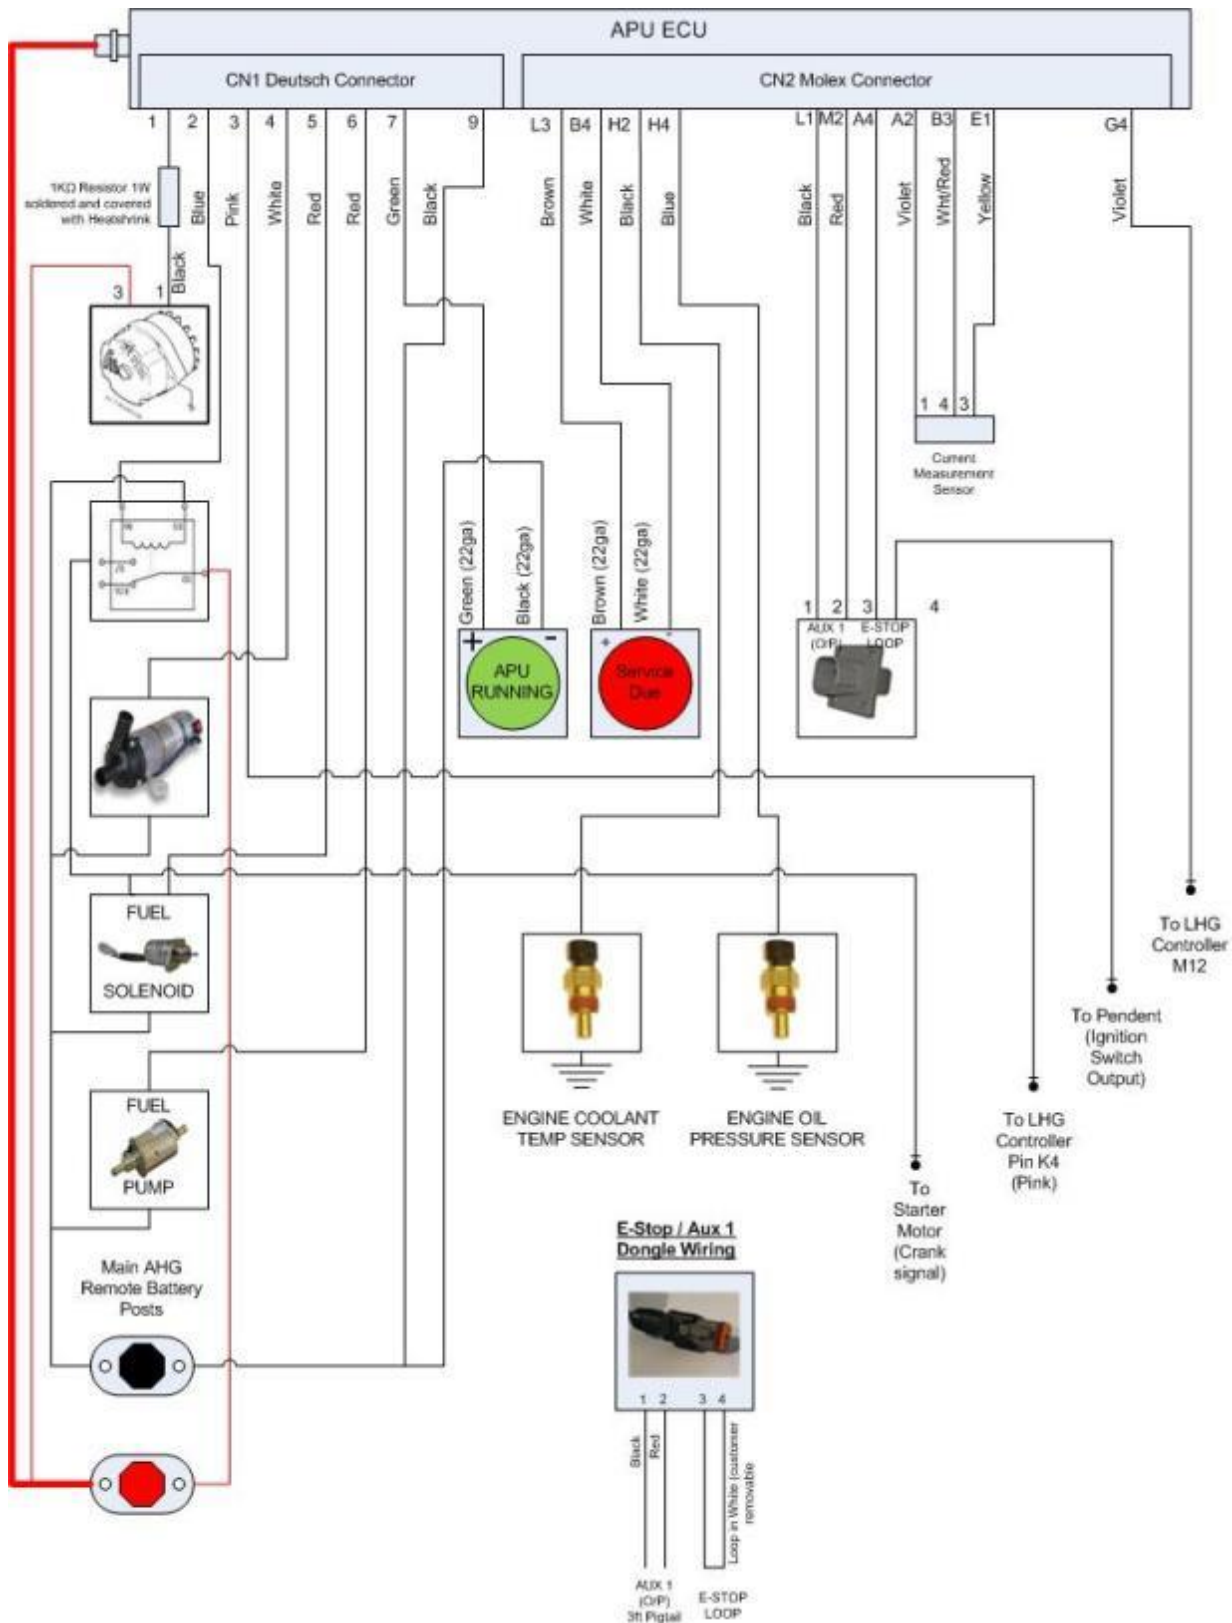 APU ECU
CN1 Deutsch Connector
CN2 Molex Connector
1 2 3 4 5 6 7 9
L3 B4 H2 H4
L1 M2 A4 A2 B3 E1
G4
1KΩ Resistor 1W
soldered and covered
with Heatshrink
Blue
Pink
White
Red
Red
Green
Black
Brown
White
Black
Blue
Black
Red
Violet
Wht/Red
Yellow
Violet
Black
3 1
1 4 3
Current
Measurement
Sensor
86 85
87
30
Green (22ga)
Black (22ga)
Brown (22ga)
White (22ga)
1 2 3 4
+ -
APU
RUNNING
+ -
Service
Due
AUX 1
(O/P)
E-STOP
LOOP
FUEL
SOLENOID
FUEL
PUMP
ENGINE COOLANT
TEMP SENSOR
ENGINE OIL
PRESSURE SENSOR
To LHG
Controller
M12
To Pendent
(Ignition
Switch
Output)
To LHG
Controller
Pin K4
(Pink)
To
Starter
Motor
(Crank
signal)
Main AHG
Remote Battery
Posts
E-Stop / Aux 1
Dongle Wiring
1 2 3 4
Black
Red
Loop in White (customer
removable
AUX 1
(O/P)
3ft Pigtail
E-STOP
LOOP